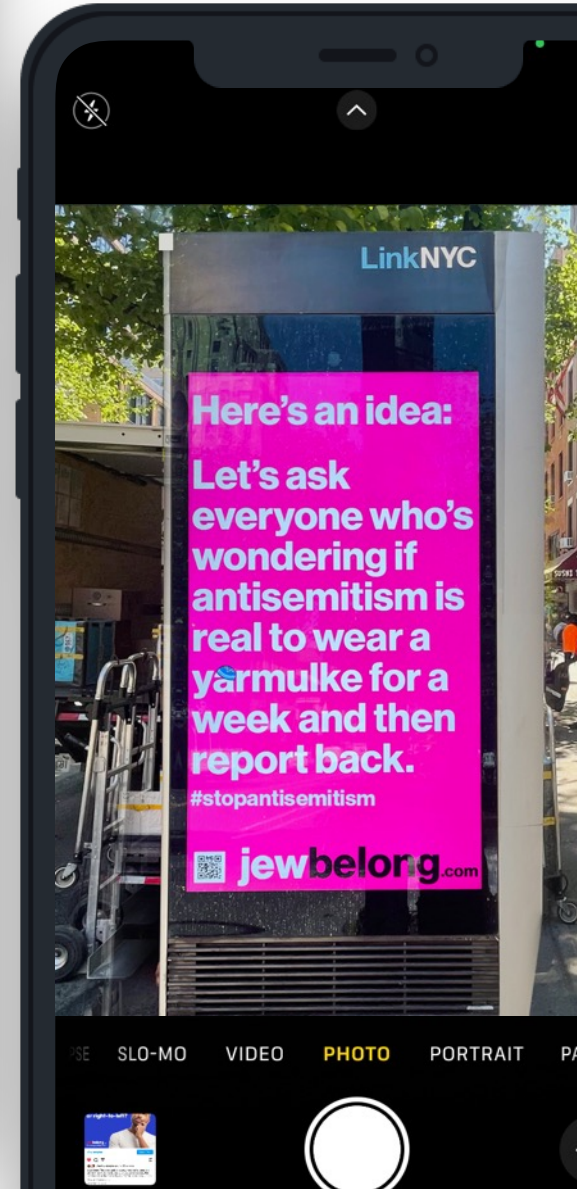 LinkNYC
Here's an idea:
Let's ask
everyone who's
wondering if
antisemitism is
real to wear a
yarmulke for a
week and then
report back.
#stopantisemitism
jewbelong.com
SLO-MO VIDEO PHOTO PORTRAIT